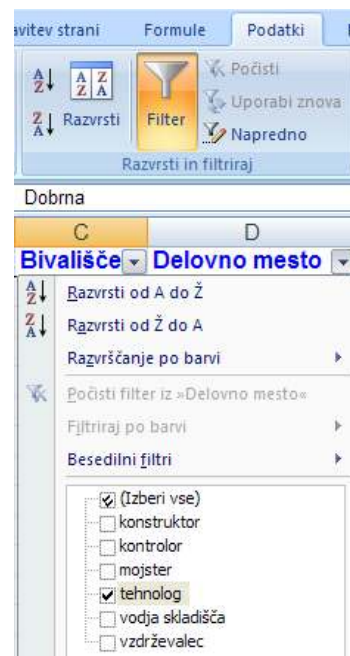 avitev strani Formule Podatki
Počisti
Uporabi znova
Razvrsti Filter Napredno
Razvrsti in filtriraj
Dobrna
C D
Bivališče Delovno mesto
Razvrsti od A do Ž
Razvrsti od Ž do A
Razvrščanje po barvi
Počisti filter iz »Delovno mesto«
Filtriraj po barvi
Besedilni filtri
(Izberi vse)
konstruktor
kontrolor
mojster
tehnolog
vodja skladišča
vzdrževalec